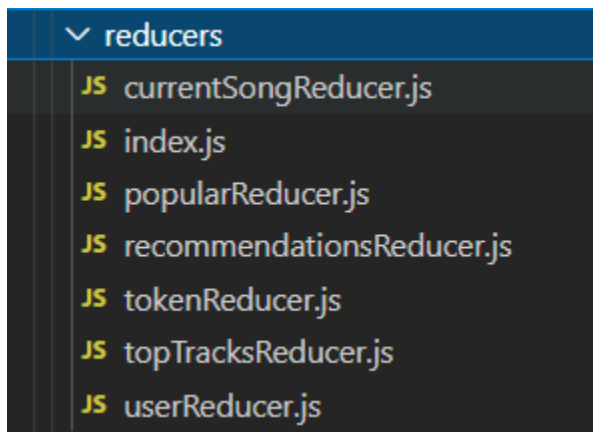 reducers
JS currentSongReducer.js
JS index.js
JS popularReducer.js
JS recommendationsReducer.js
JS tokenReducer.js
JS topTracksReducer.js
JS userReducer.js